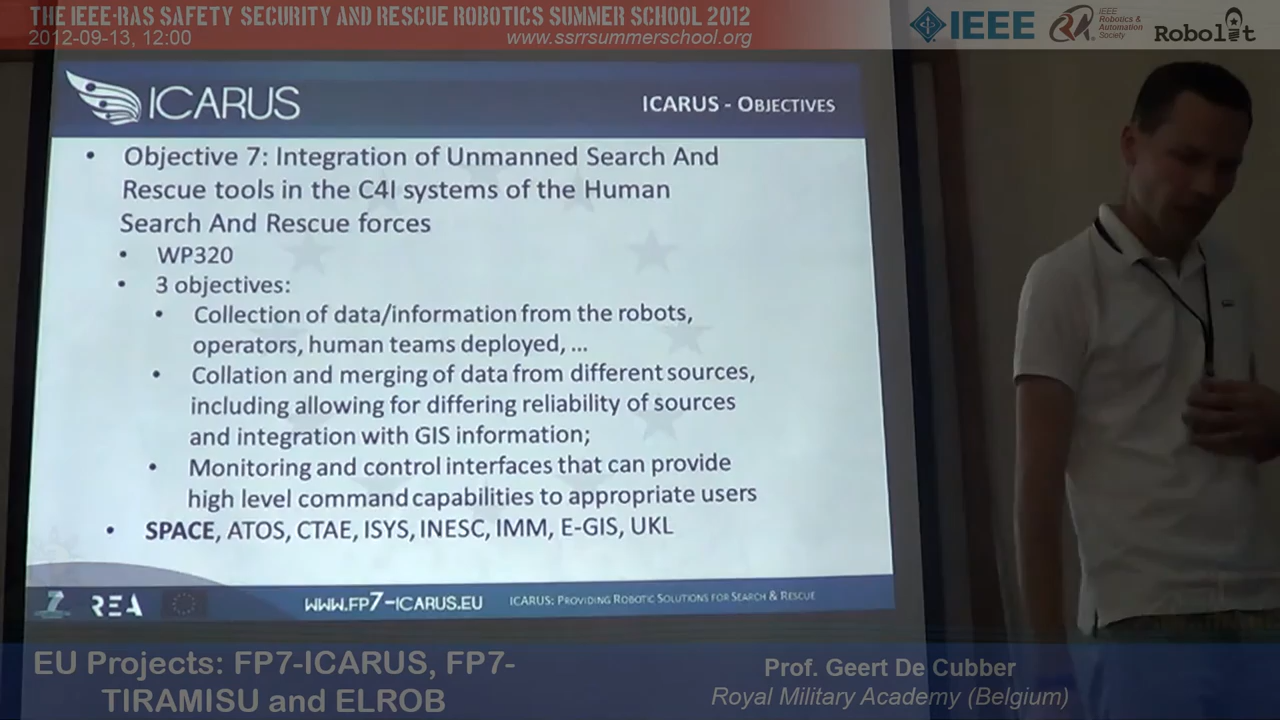 THE IEEE-RAS SAFETY SECURITY AND RESCUE ROBOTICS SUMMER SCHOOL 2012
2012-09-13, 12:00
www.ssrrsummerschool.org
IEEE
RA
IEEE
Robotics &
Automation
Society
Robolit
ICARUS
ICARUS - OBJECTIVES
• Objective 7: Integration of Unmanned Search And
Rescue tools in the C4I systems of the Human
Search And Rescue forces
• WP320
• 3 objectives:
• Collection of data/information from the robots,
operators, human teams deployed, ...
• Collation and merging of data from different sources,
including allowing for differing reliability of sources
and integration with GIS information;
• Monitoring and control interfaces that can provide
high level command capabilities to appropriate users
• SPACE, ATOS, CTAE, ISYS, INESC, IMM, E-GIS, UKL
7
REA
WWW.FP7-ICARUS.EU
ICARUS: PROVIDING ROBOTIC SOLUTIONS FOR SEARCH & RESCUE
EU Projects: FP7-ICARUS, FP7-
TIRAMISU and ELROB
Prof. Geert De Cubber
Royal Military Academy (Belgium)